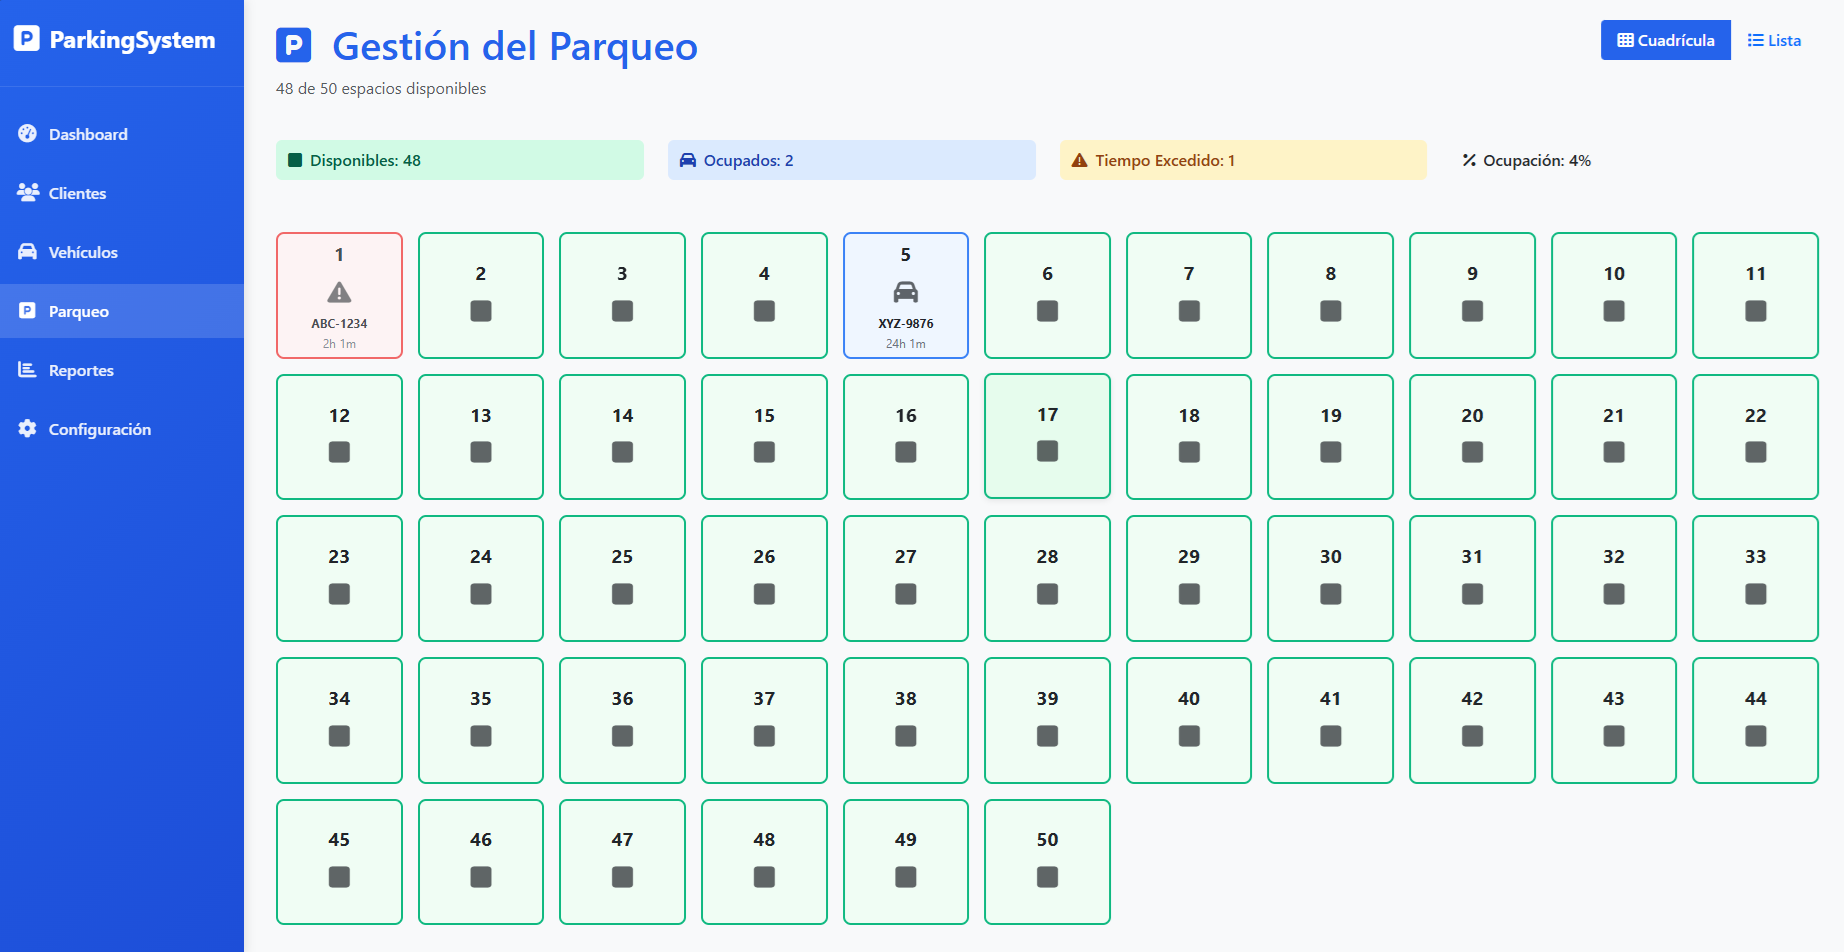 ParkingSystem
Dashboard
Clientes
Vehículos
Parqueo
Reportes
Configuración
Gestión del Parqueo
48 de 50 espacios disponibles
Cuadrícula
Lista
Disponibles: 48
Ocupados: 2
Tiempo Excedido: 1
Ocupación: 4%
1
ABC-1234
2h 1m
2
3
4
5
XYZ-9876
24h 1m
6
7
8
9
10
11
12
13
14
15
16
17
18
19
20
21
22
23
24
25
26
27
28
29
30
31
32
33
34
35
36
37
38
39
40
41
42
43
44
45
46
47
48
49
50